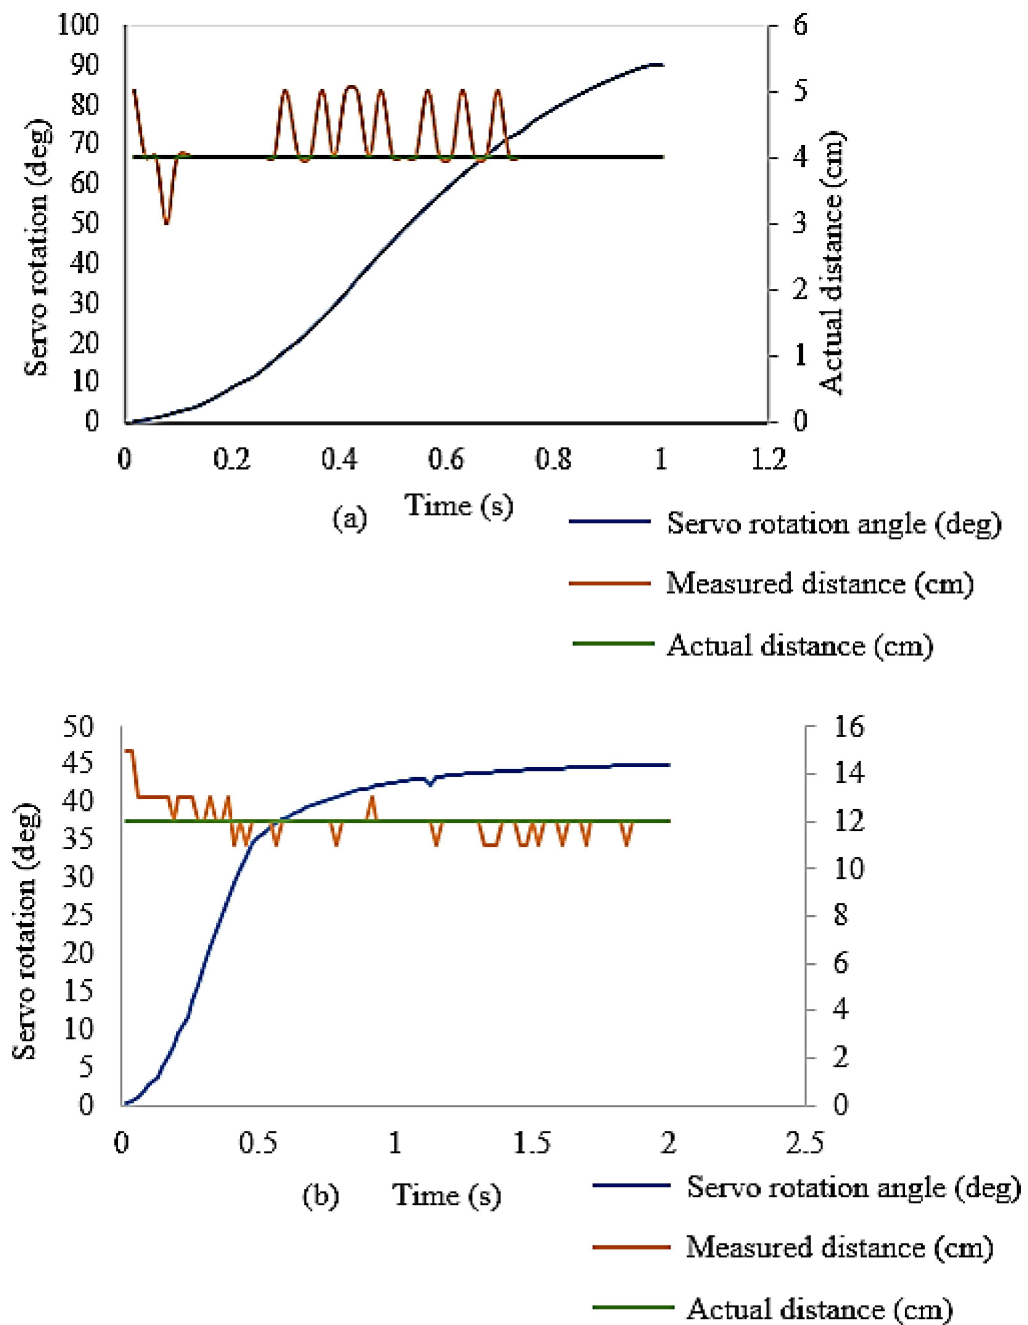 100
90
80
70
60
50
40
30
20
10
0
Servo rotation (deg)
6
5
4
3
2
1
0
Actual distance (cm)
0 0.2 0.4 0.6 0.8 1 1.2
(a) Time (s)
Servo rotation angle (deg)
Measured distance (cm)
Actual distance (cm)
50
45
40
35
30
25
20
15
10
5
0
Servo rotation (deg)
16
14
12
10
8
6
4
2
0
0 0.5 1 1.5 2 2.5
(b) Time (s)
Servo rotation angle (deg)
Measured distance (cm)
Actual distance (cm)